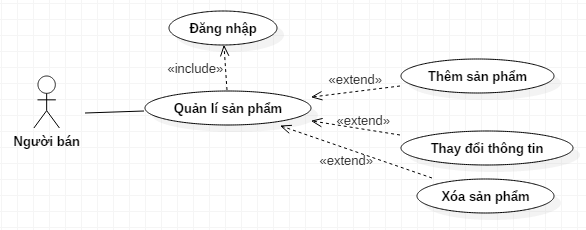 Đăng nhập
«include»
«extend»
Thêm sản phẩm
Quản lí sản phẩm
«extend»
Người bán
Thay đổi thông tin
«extend»
Xóa sản phẩm